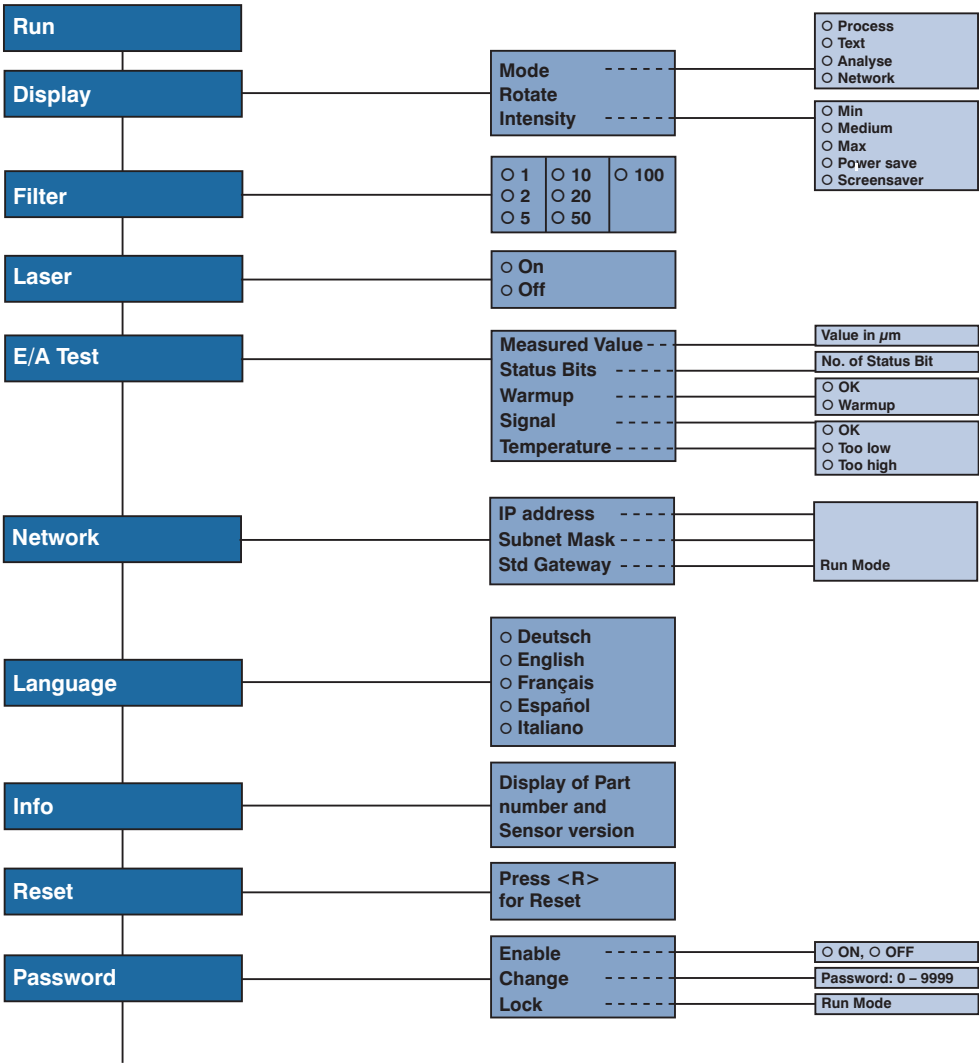 Run
Display
Mode
Rotate
Intensity
○ Process
○ Text
○ Analyse
○ Network
○ Min
○ Medium
○ Max
○ Power save
○ Screensaver
Filter
○ 1 ○ 10 ○ 100
○ 2 ○ 20
○ 5 ○ 50
Laser
○ On
○ Off
E/A Test
Measured Value
Status Bits
Warmup
Signal
Temperature
Value in µm
No. of Status Bit
○ OK
○ Warmup
○ OK
○ Too low
○ Too high
Network
IP address
Subnet Mask
Std Gateway
Run Mode
Language
○ Deutsch
○ English
○ Français
○ Español
○ Italiano
Info
Display of Part
number and
Sensor version
Reset
Press <R>
for Reset
Password
Enable
Change
Lock
○ ON, ○ OFF
Password: 0 – 9999
Run Mode